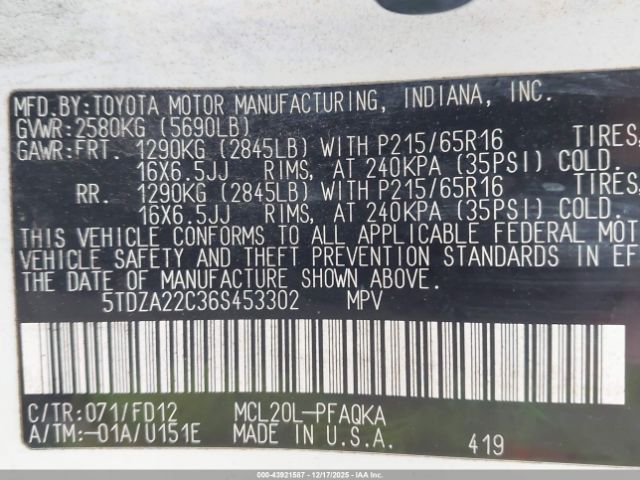 MFD.BY:TOYOTA MOTOR MANUFACTURING, INDIANA, INC.
GVWR:2580KG (5690LB)
GAWR:FRT. 1290KG (2845LB) WITH P215/65R16 TIRES,
16X6.5JJ RIMS, AT 240KPA (35PSI) COLD.
RR. 1290KG (2845LB) WITH P215/65R16 TIRES
16X6.5JJ RIMS, AT 240KPA (35PSI) COLD.
THIS VEHICLE CONFORMS TO ALL APPLICABLE FEDERAL MOT
VEHICLE SAFETY AND THEFT PREVENTION STANDARDS IN EF
THE DATE OF MANUFACTURE SHOWN ABOVE.
5TDZA22C36S453302 MPV
C/TR:071/FD12 MCL20L-PFAQKA
A/TM:-01A/U151E MADE IN U.S.A. 419
000-43921587 - 12/17/2025 - COPART